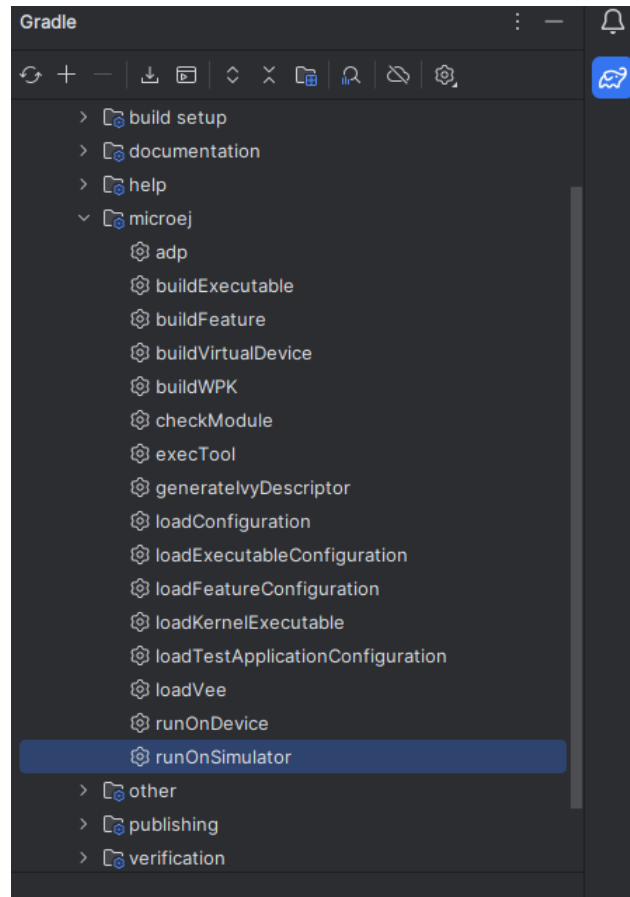 Gradle
build setup
documentation
help
microej
adp
buildExecutable
buildFeature
buildVirtualDevice
buildWPK
checkModule
execTool
generateIvyDescriptor
loadConfiguration
loadExecutableConfiguration
loadFeatureConfiguration
loadKernelExecutable
loadTestApplicationConfiguration
loadVee
runOnDevice
runOnSimulator
other
publishing
verification